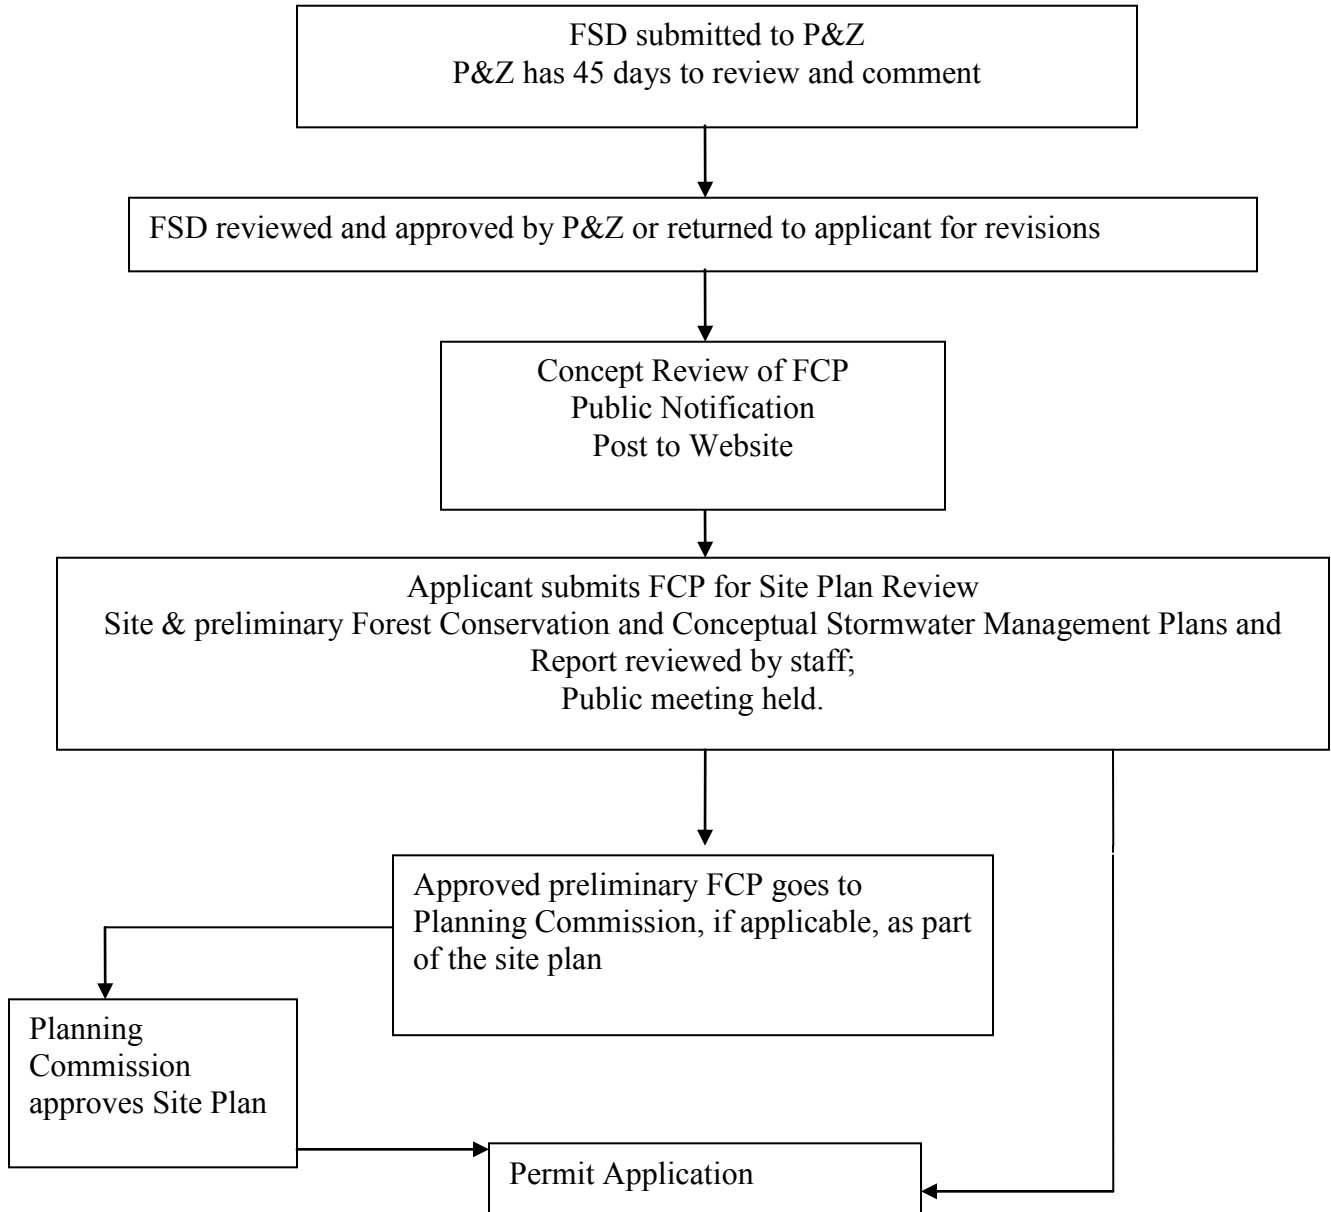 FSD submitted to P&Z
P&Z has 45 days to review and comment
FSD reviewed and approved by P&Z or returned to applicant for revisions
Concept Review of FCP
Public Notification
Post to Website
Applicant submits FCP for Site Plan Review
Site & preliminary Forest Conservation and Conceptual Stormwater Management Plans and
Report reviewed by staff;
Public meeting held.
Approved preliminary FCP goes to
Planning Commission, if applicable, as part
of the site plan
Planning
Commission
approves Site Plan
Permit Application